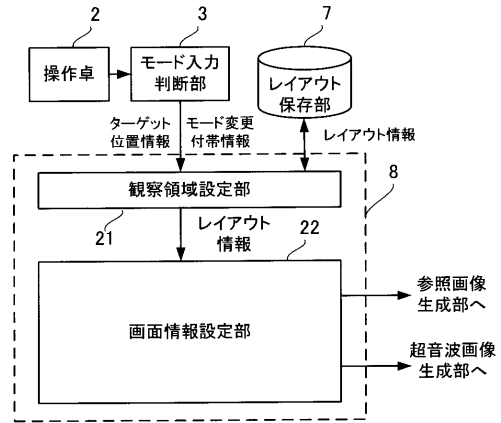 2
3
7
操作卓
モード入力
判断部
レイアウト
保存部
ターゲット
位置情報
モード変更
付帯情報
レイアウト情報
8
観察領域設定部
21
レイアウト
情報
22
画面情報設定部
参照画像
生成部へ
超音波画像
生成部へ